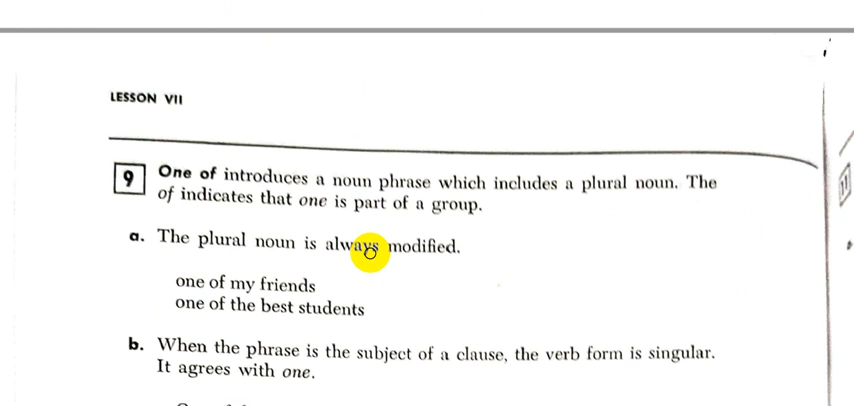 LESSON VII
9 One of introduces a noun phrase which includes a plural noun. The
of indicates that one is part of a group.
a. The plural noun is always modified.
one of my friends
one of the best students
b. When the phrase is the subject of a clause, the verb form is singular.
It agrees with one.
11